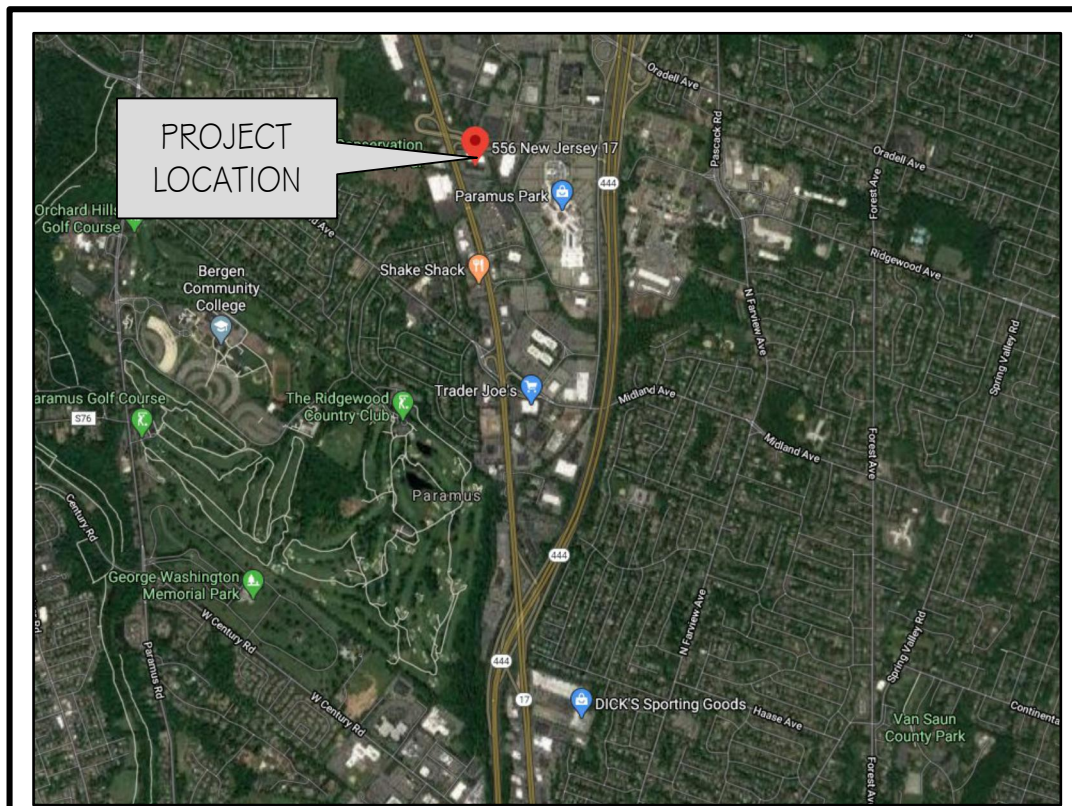 Oradell Ave
PROJECT
LOCATION
556 New Jersey 17
Pascack Rd
Oradell Ave
444
Forest Ave
Paramus Park
Orchard Hills
Golf Course
Ridgewood Ave
Bergen
Community
College
Shake Shack
N Farview Ave
Spring Valley Rd
Trader Joe's
Midland Ave
aramus Golf Course
The Ridgewood
Country Club
S76
Midland Ave
Forest Ave
Paramus
Century Rd
444
George Washington
Memorial Park
W Century Rd
N Farview Ave
Spring Valley Rd
Paramus Rd
444
17
DICK'S Sporting Goods
W Century Rd
Haase Ave
Van Saun
County Park
Continenta
Forest Ave